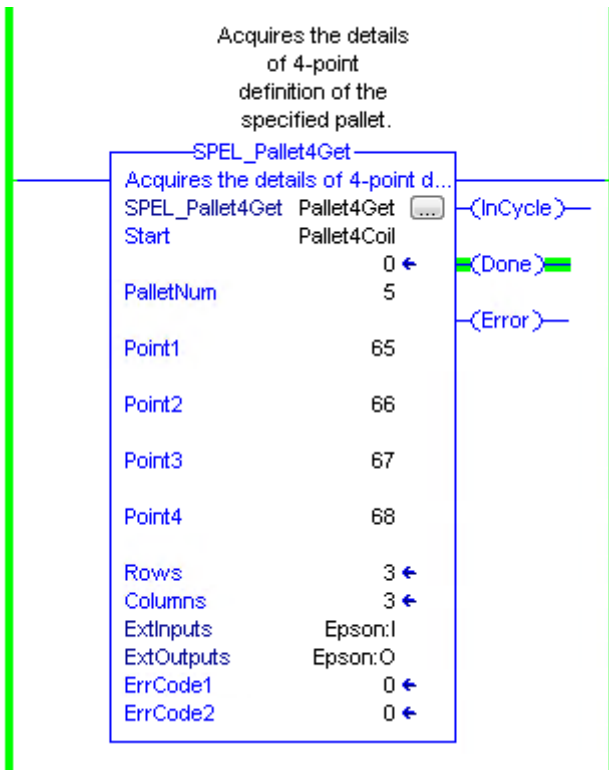 Acquires the details
of 4-point
definition of the
specified pallet.
SPEL_Pallet4Get
Acquires the details of 4-point d...
SPEL_Pallet4Get Pallet4Get ... (InCycle)
Start Pallet4Coil
0 (Done)
PalletNum 5
(Error)
Point1 65
Point2 66
Point3 67
Point4 68
Rows 3
Columns 3
ExtInputs Epson:I
ExtOutputs Epson:O
ErrCode1 0
ErrCode2 0